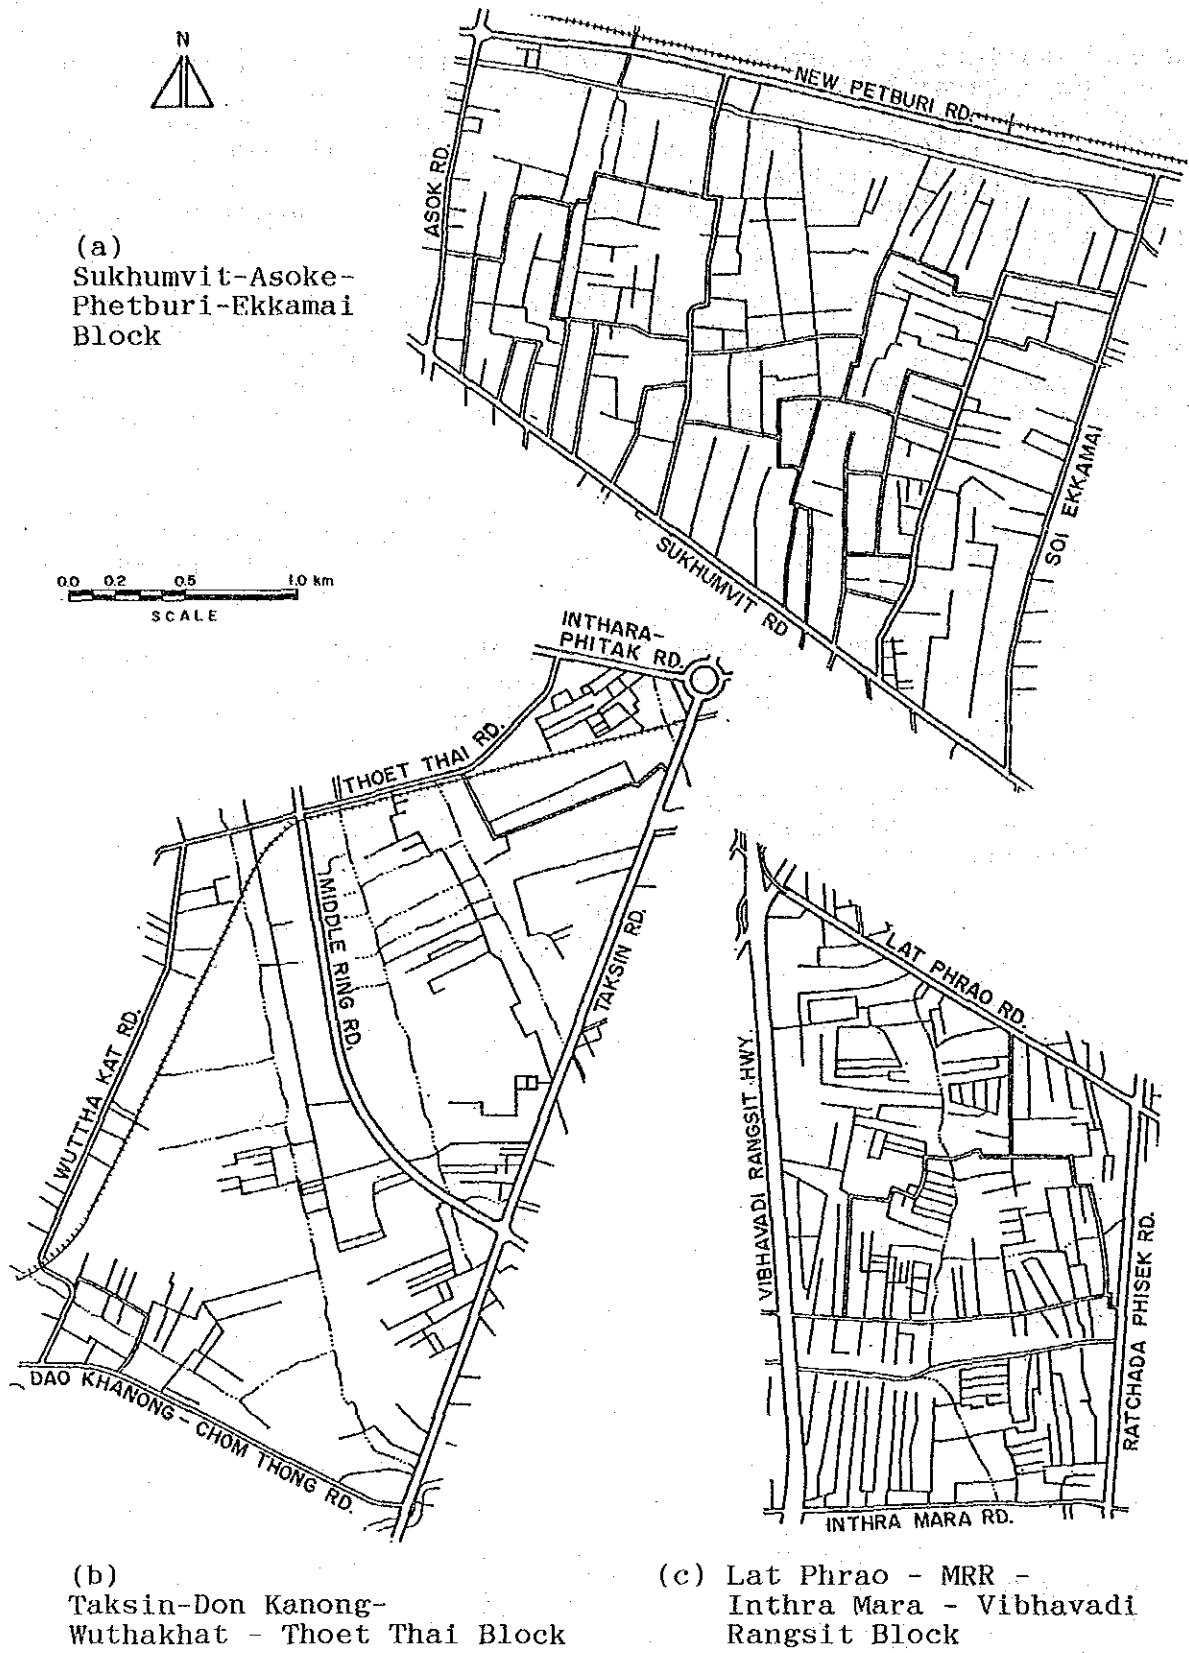 N
NEW PETBURI RD.
ASOK RD.
(a)
Sukhumvit-Asoke-
Phetburi-Ekkamai
Block
SOI EKKAMAI
SUKHUMVIT RD
0.0 0.2 0.5 1.0 km
SCALE
INTHARA-
PHITAK RD.
THOET THAI RD.
MIDDLE RING RD.
TAKSIN RD.
WUTTHA KAT RD.
DAO KHANONG - CHOM THONG RD.
LAT PHRAO RD.
VIBHAVADI RANGSIT HWY.
RATCHADA PHISEK RD.
INTHRA MARA RD.
(b)
Taksin-Don Kanong-
Wuthakhat - Thoet Thai Block
(c) Lat Phrao - MRR -
Inthra Mara - Vibhavadi
Rangsit Block